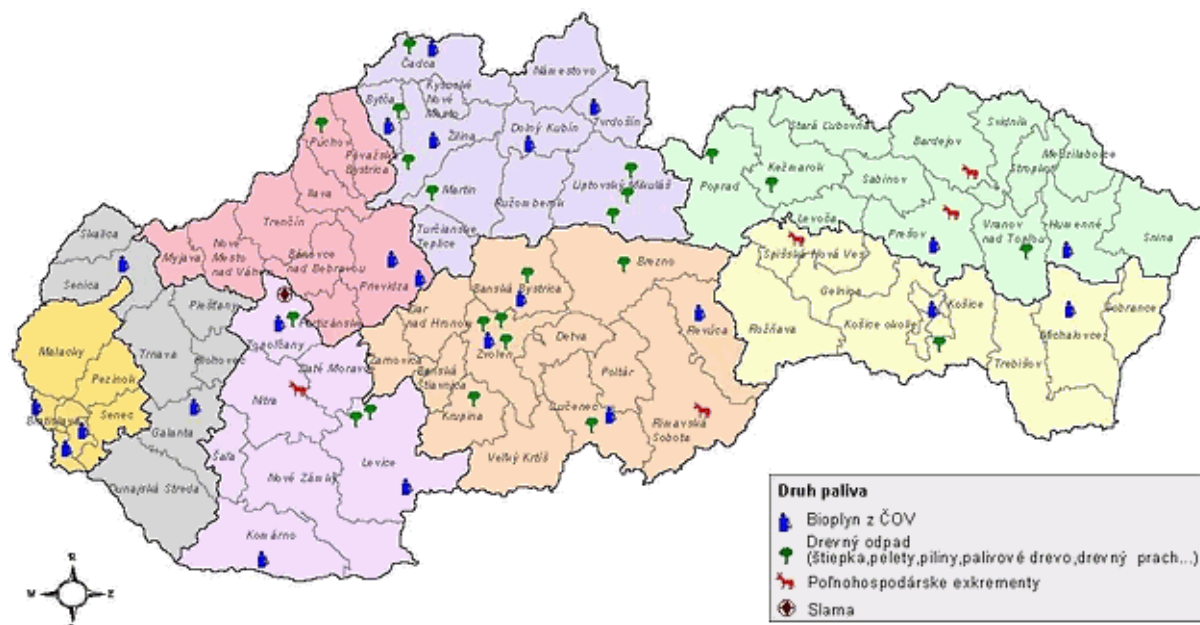 Čadca
Námestovo
Bytča
Kysucké
Nové
Mesto
Tvrdošín
Dolný Kubín
Žilina
Stará Ľubovňa
Svidník
Bardejov
Medzilaborce
Stropkov
Púchov
Považská
Bystrica
Kežmarok
Sabinov
Poprad
Ilava
Martin
Ružomberok
Liptovský Mikuláš
Levoča
Prešov
Vranov
nad Topľou
Humenné
Snina
Trenčín
Turčianske
Teplice
Skalica
Myjava
Nové
Mesto
nad Váh
Bánovce
nad Bebravou
Spišská Nová Ves
Brezno
Senica
Prievidza
Banská Bystrica
Gelnica
Piešťany
Partizánske
Žiar
nad Hronom
Revúca
Košice
Sobrance
Topoľčany
Zvolen
Detva
Rožňava
Košice okolie
Michalovce
Malacky
Trnava
Hlohovec
Zlaté Moravce
Žarnovica
Banská
Štiavnica
Poltár
Trebišov
Pezinok
Nitra
Krupina
Lučenec
Rimavská
Sobota
Bratislava
Senec
Galanta
Šaľa
Levice
Veľký Krtíš
Nové Zámky
Dunajská Streda
Komárno
Druh paliva
Bioplyn z ČOV
Drevný odpad
(štiepka,pelety,piliny,palivové drevo,drevný prach...)
Poľnohospodárske exkrementy
Slama